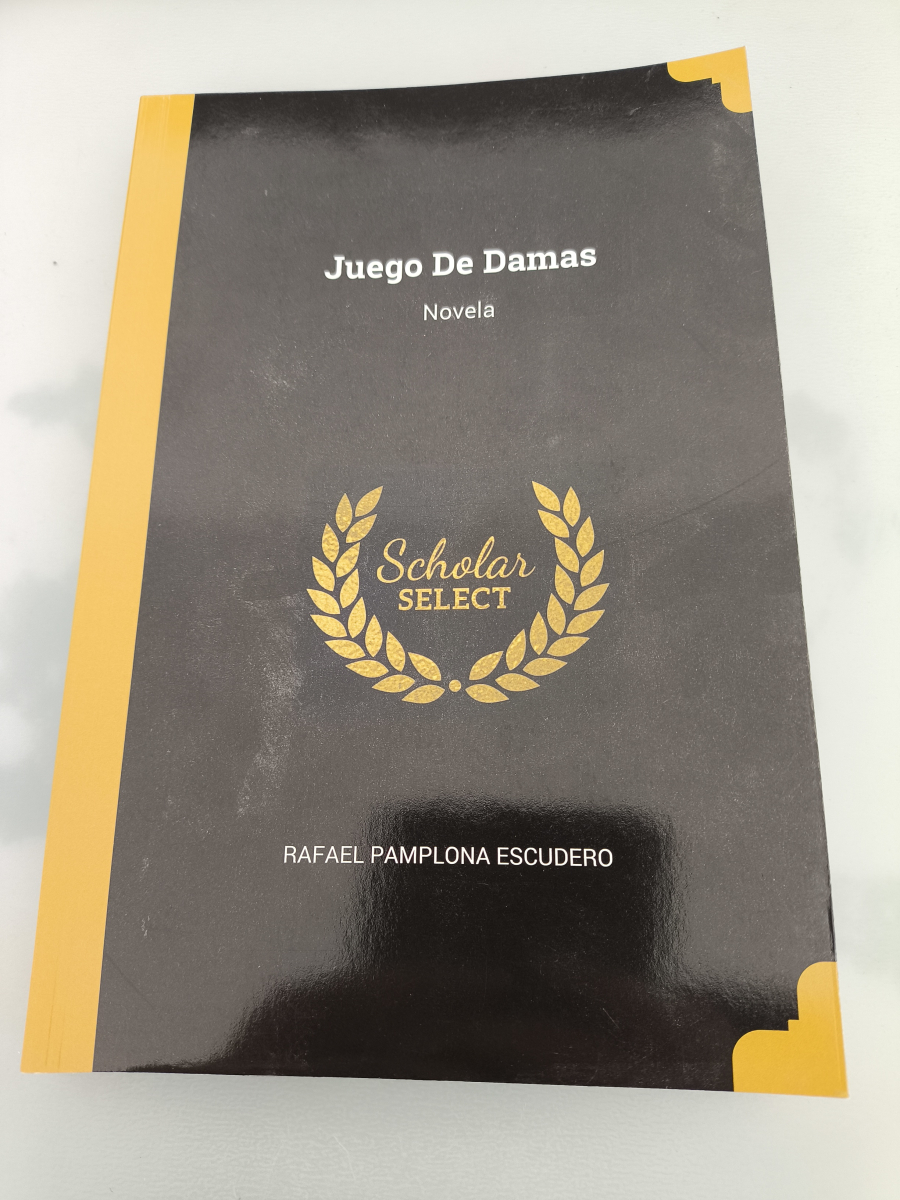 Juego De Damas
Novela
Scholar
SELECT
RAFAEL PAMPLONA ESCUDERO